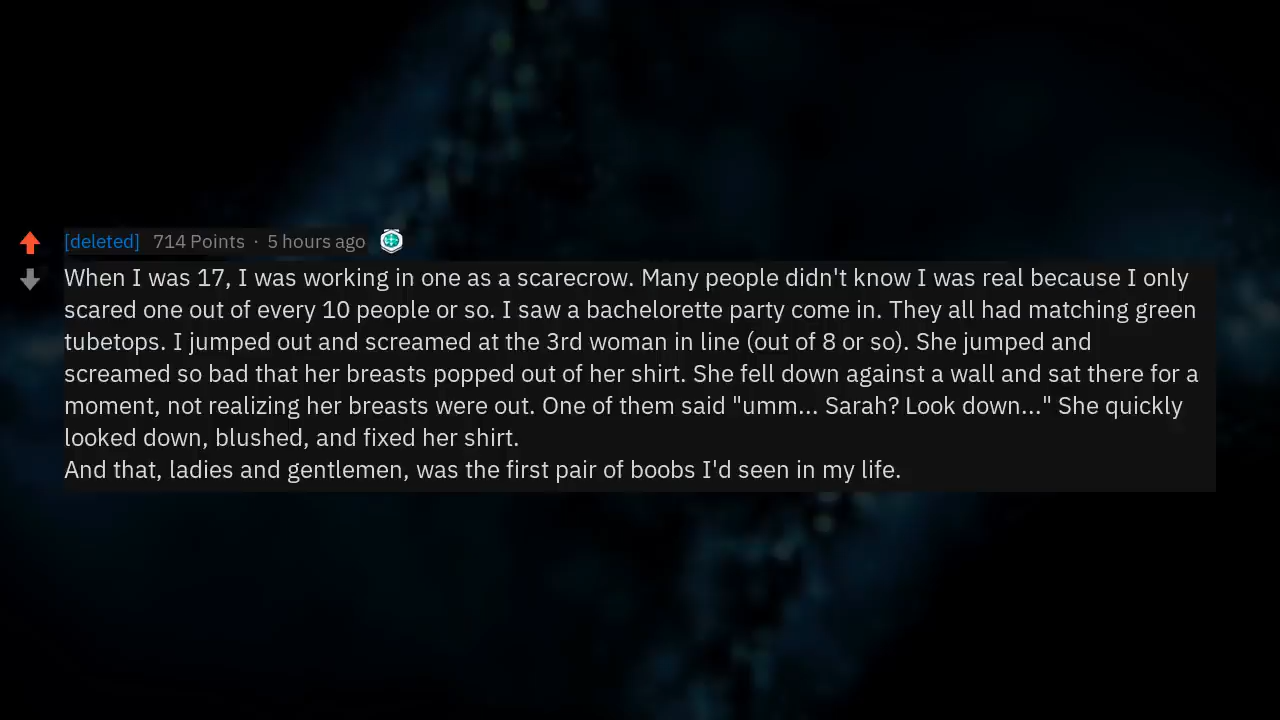 [deleted] 714 Points · 5 hours ago
When I was 17, I was working in one as a scarecrow. Many people didn't know I was real because I only
scared one out of every 10 people or so. I saw a bachelorette party come in. They all had matching green
tubetops. I jumped out and screamed at the 3rd woman in line (out of 8 or so). She jumped and
screamed so bad that her breasts popped out of her shirt. She fell down against a wall and sat there for a
moment, not realizing her breasts were out. One of them said "umm... Sarah? Look down..." She quickly
looked down, blushed, and fixed her shirt.
And that, ladies and gentlemen, was the first pair of boobs I'd seen in my life.